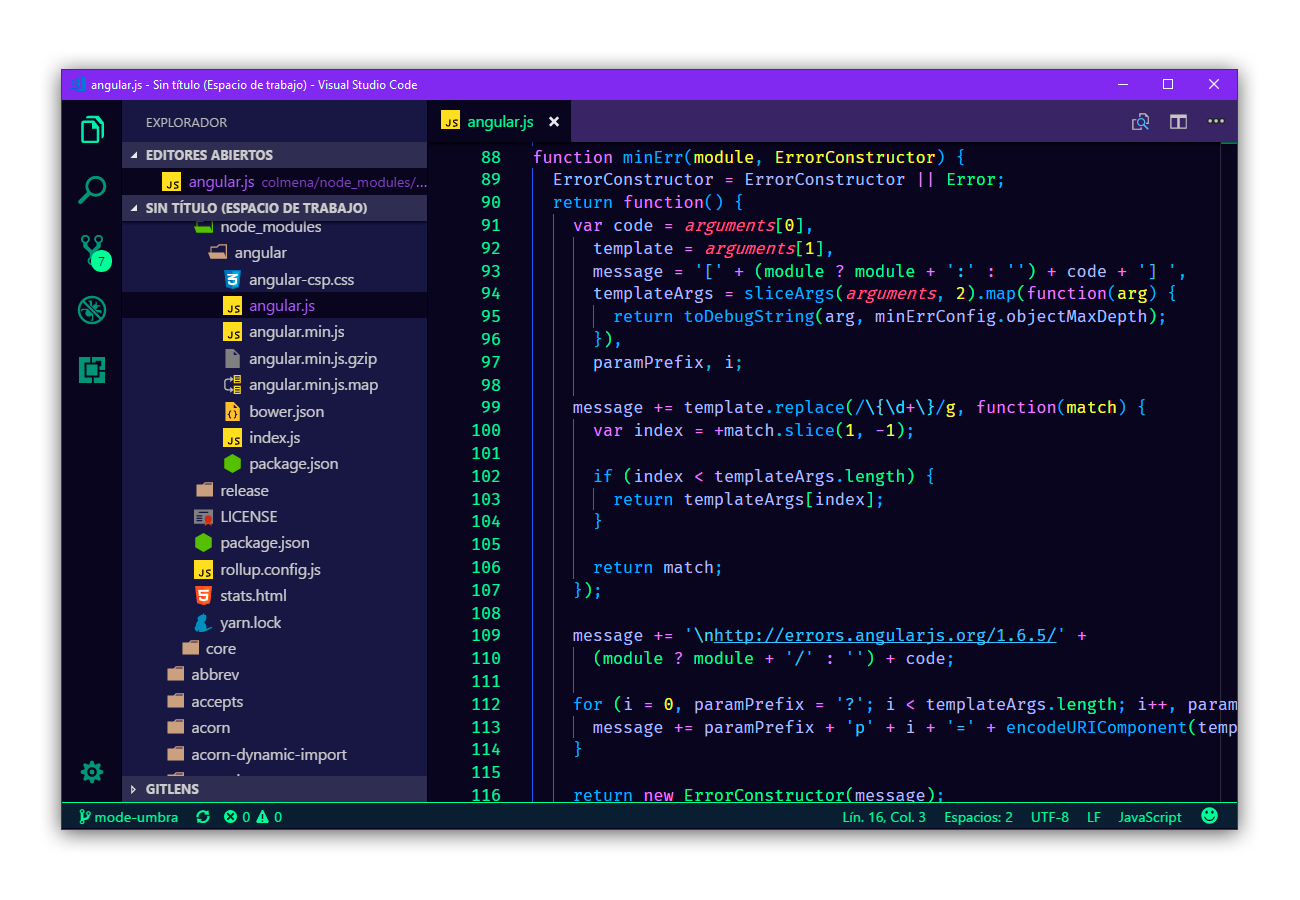 angular.js - Sin título (Espacio de trabajo) - Visual Studio Code
EXPLORADOR
EDITORES ABIERTOS
JS angular.js colmena/node_modules/...
SIN TÍTULO (ESPACIO DE TRABAJO)
node_modules
angular
7
angular-csp.css
JS angular.js
JS angular.min.js
angular.min.js.gzip
angular.min.js.map
bower.json
JS index.js
package.json
release
LICENSE
package.json
JS rollup.config.js
stats.html
yarn.lock
core
abbrev
accepts
acorn
acorn-dynamic-import
GITLENS
JS angular.js
88 function minErr(module, ErrorConstructor) {
89 ErrorConstructor = ErrorConstructor || Error;
90 return function() {
91 var code = arguments[0],
92 template = arguments[1],
93 message = '[' + (module ? module + ':' : '') + code + '] ',
94 templateArgs = sliceArgs(arguments, 2).map(function(arg) {
95 return toDebugString(arg, minErrConfig.objectMaxDepth);
96 }),
97 paramPrefix, i;
98
99 message += template.replace(/\{\d+\}/g, function(match) {
100 var index = +match.slice(1, -1);
101
102 if (index < templateArgs.length) {
103 return templateArgs[index];
104 }
105
106 return match;
107 });
108
109 message += '\nhttp://errors.angularjs.org/1.6.5/' +
110 (module ? module + '/' : '') + code;
111
112 for (i = 0, paramPrefix = '?'; i < templateArgs.length; i++, param
113 message += paramPrefix + 'p' + i + '=' + encodeURIComponent(temp
114 }
115
116 return new ErrorConstructor(message);
mode-umbra 0 0 Lín. 16, Col. 3 Espacios: 2 UTF-8 LF JavaScript